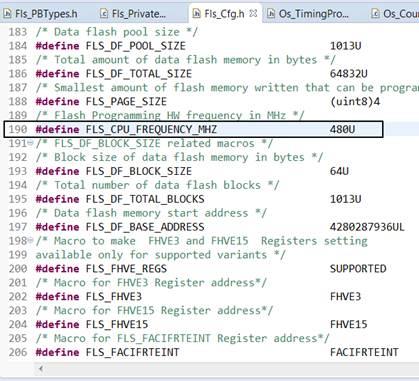 Fls_PBTypes.h
Fls_Private...
Fls_Cfg.h
Os_TimingPro...
Os_Cou
183 /* Data flash pool size */
184 #define FLS_DF_POOL_SIZE 1013U
185 /* Total amount of data flash memory in bytes */
186 #define FLS_DF_TOTAL_SIZE 64832U
187 /* Smallest amount of flash memory written that can be program
188 #define FLS_PAGE_SIZE (uint8)4
189 /* Flash Programming HW frequency in MHz */
190 #define FLS_CPU_FREQUENCY_MHZ 480U
191 /* FLS_DF_BLOCK_SIZE related macros */
192 /* Block size of data flash memory in bytes */
193 #define FLS_DF_BLOCK_SIZE 64U
194 /* Total number of data flash blocks */
195 #define FLS_DF_TOTAL_BLOCKS 1013U
196 /* Data flash memory start address */
197 #define FLS_DF_BASE_ADDRESS 4280287936UL
198 /* Macro to make FHVE3 and FHVE15 Registers setting
199 available only for supported variants */
200 #define FLS_FHVE_REGS SUPPORTED
201 /* Macro for FHVE3 Register address*/
202 #define FLS_FHVE3 FHVE3
203 /* Macro for FHVE15 Register address*/
204 #define FLS_FHVE15 FHVE15
205 /* Macro for FLS_FACIFRTEINT Register address*/
206 #define FLS_FACIFRTEINT FACIFRTEINT